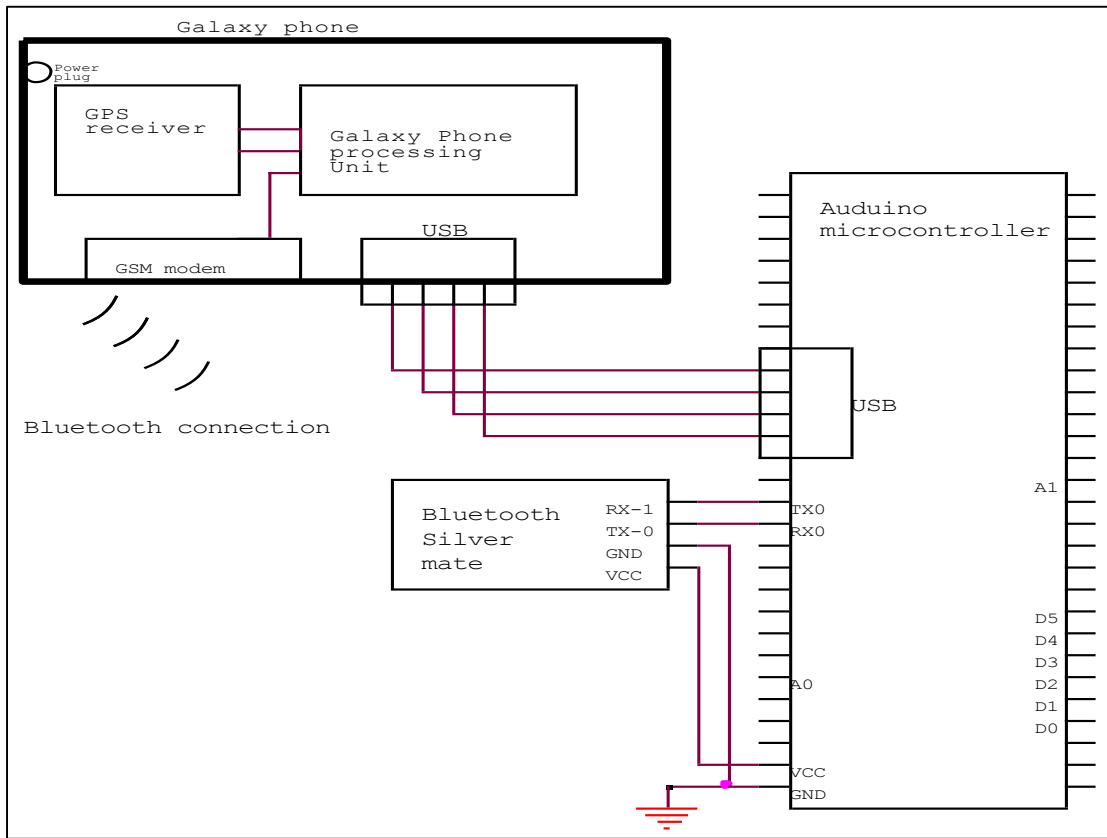 Galaxy phone
Power
plug
GPS
receiver
Galaxy Phone
processing
Unit
GSM modem
USB
Bluetooth connection
Auduino
microcontroller
USB
Bluetooth
Silver
mate
RX-1
TX-0
GND
VCC
TX0
RX0
A0
VCC
GND
A1
D5
D4
D3
D2
D1
D0